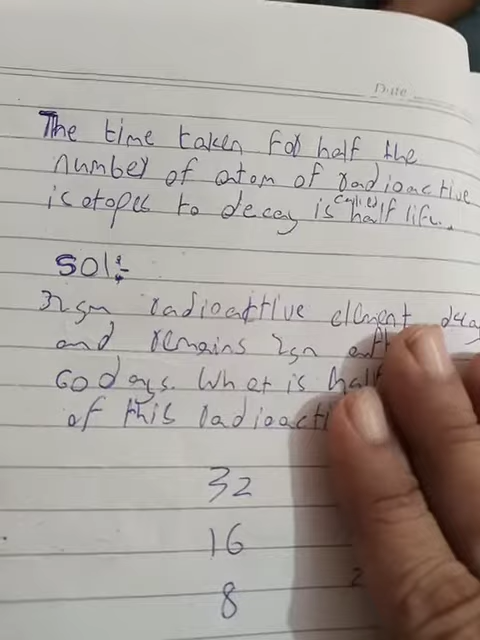 Date
The time taken for half the
number of atom of radioactive
isotopes to decay is called half life.
Sol:-
32gm radioactive element
and remains 2gm
60 days. What is half
of this radioacti
32
16
8
2